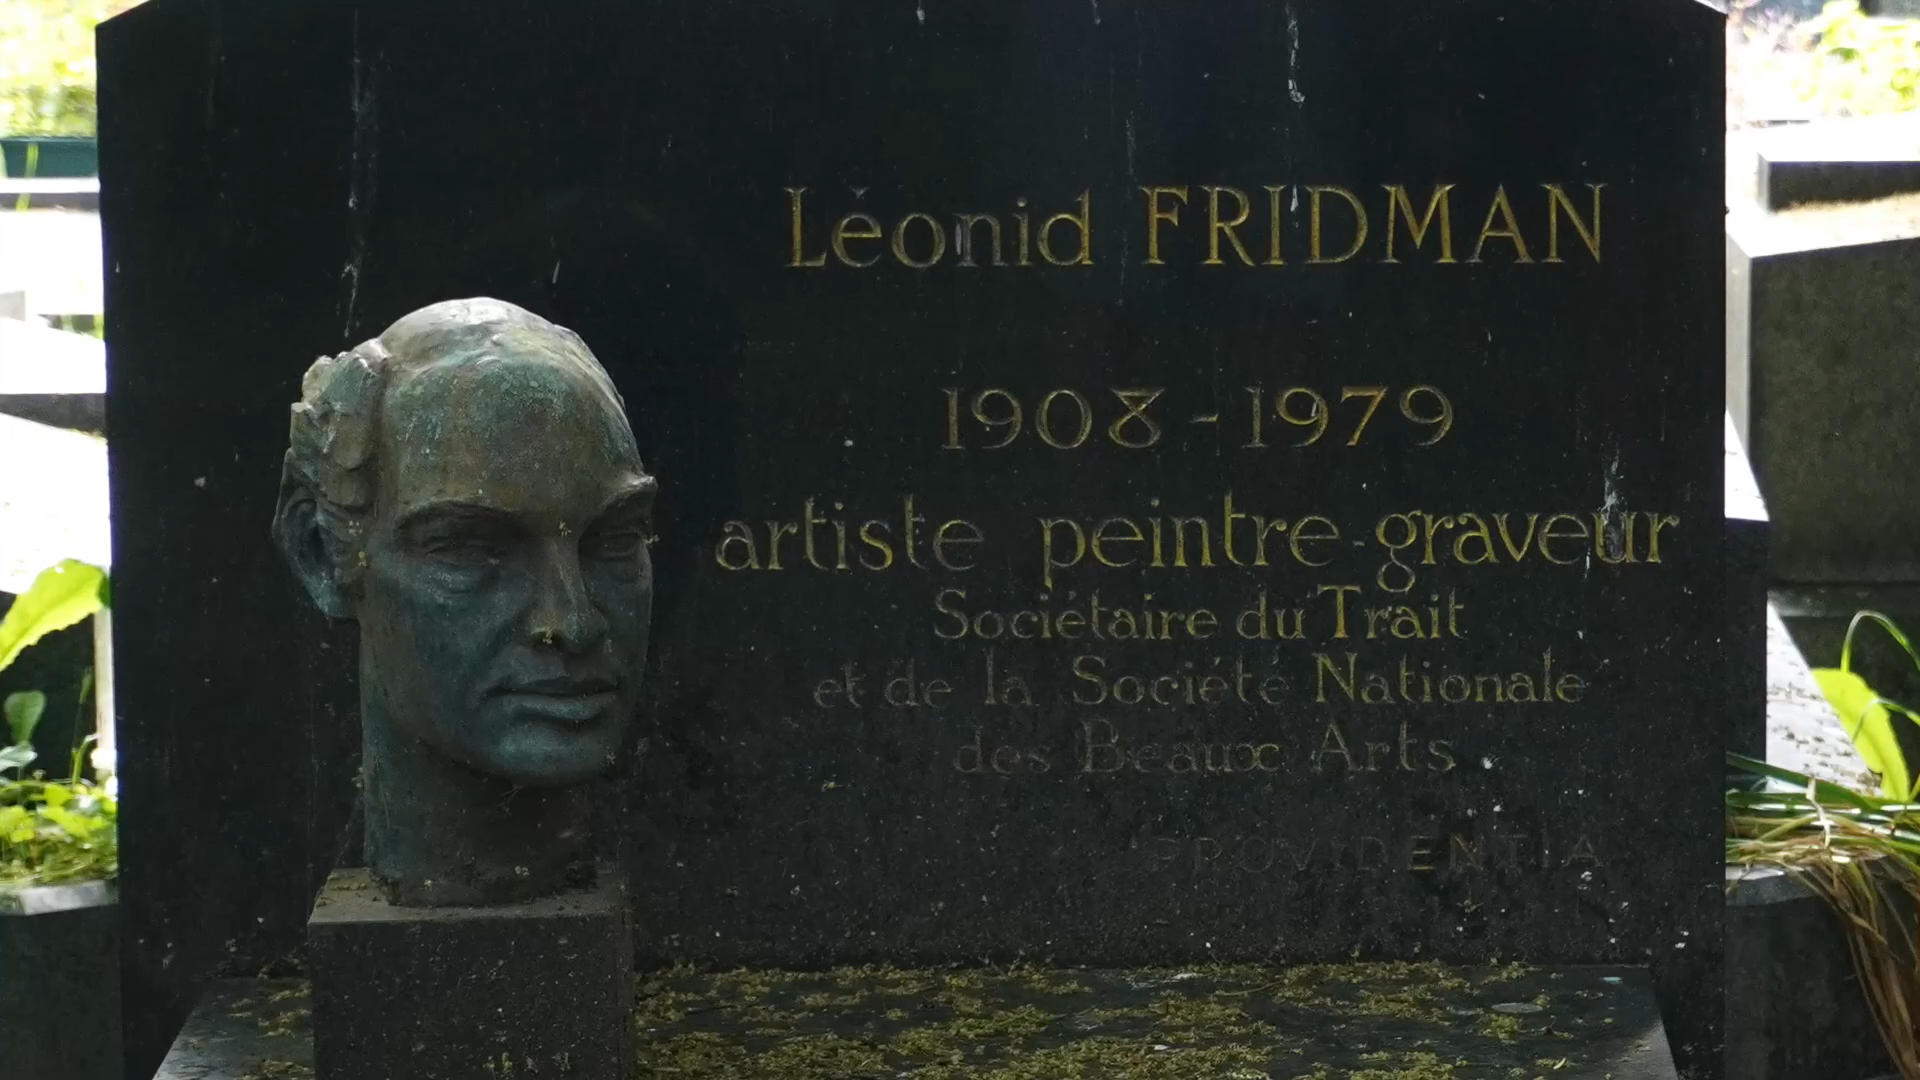 Léonid FRIDMAN
1908-1979
artiste peintre-graveur
Sociétaire du Trait
et de la Société Nationale
des Beaux Arts
PROVIDENTIA